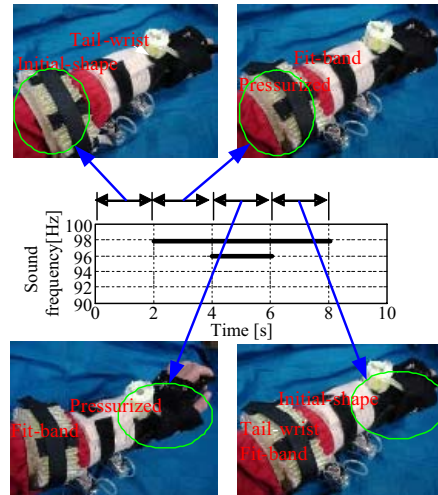 Tail-wrist
Initial-shape
Fit-band
Pressurized
100
98
96
94
92
90
0 2 4 6 8 10
Sound
frequency[Hz]
Time [s]
Pressurized
Fit-band
Initial-shape
Tail-wrist
Fit-band